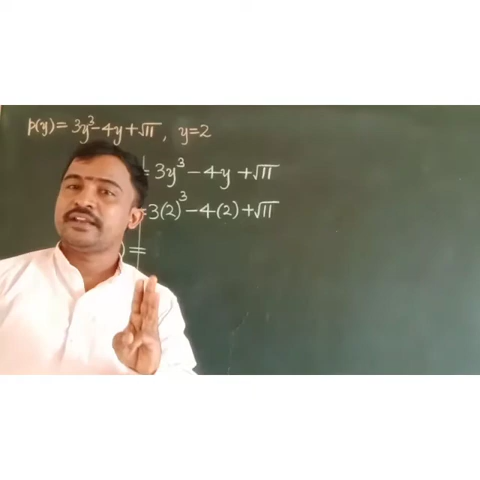 p(y) = 3y³ - 4y + √11, y=2
= 3y³ - 4y + √11
= 3(2)³ - 4(2) + √11
) =